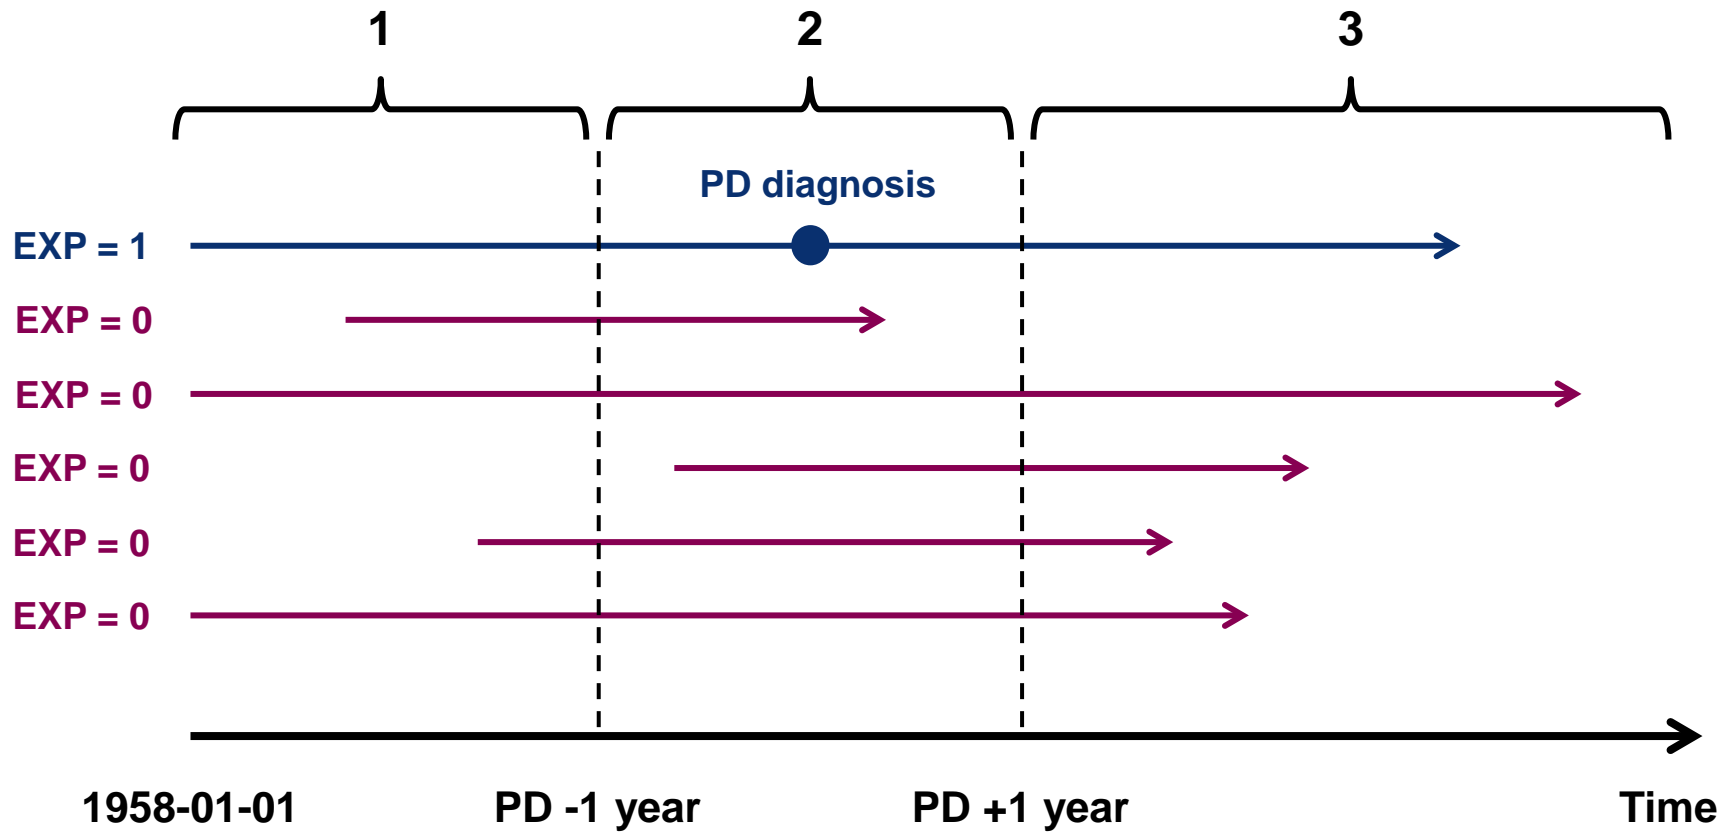 1 2 3
PD diagnosis
EXP = 1
EXP = 0
EXP = 0
EXP = 0
EXP = 0
EXP = 0
1958-01-01 PD -1 year PD +1 year Time